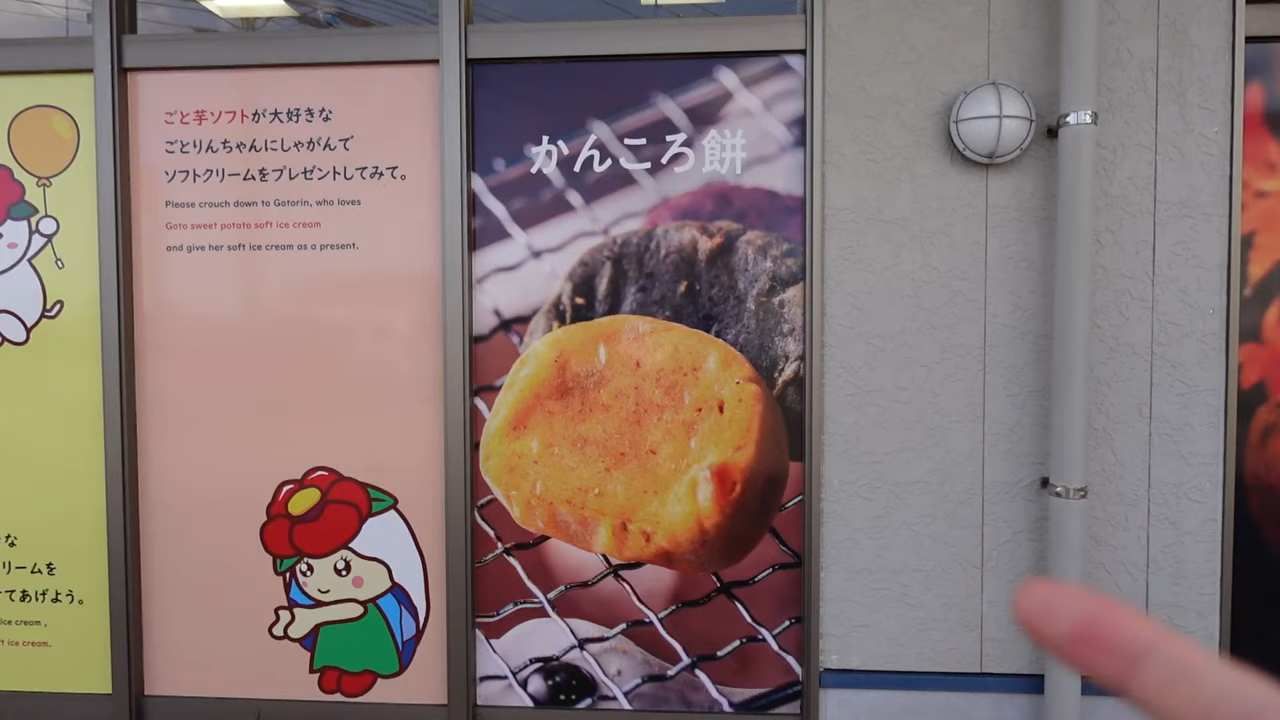 ごと芋ソフトが大好きな
ごとりんちゃんにしゃがんで
ソフトクリームをプレゼントしてみて。
Please crouch down to Gotorin, who loves
Goto sweet potato soft ice cream
and give her soft ice cream as a present.
かんころ餅
な
リームを
てあげよう。
ice cream ,
ft ice cream.